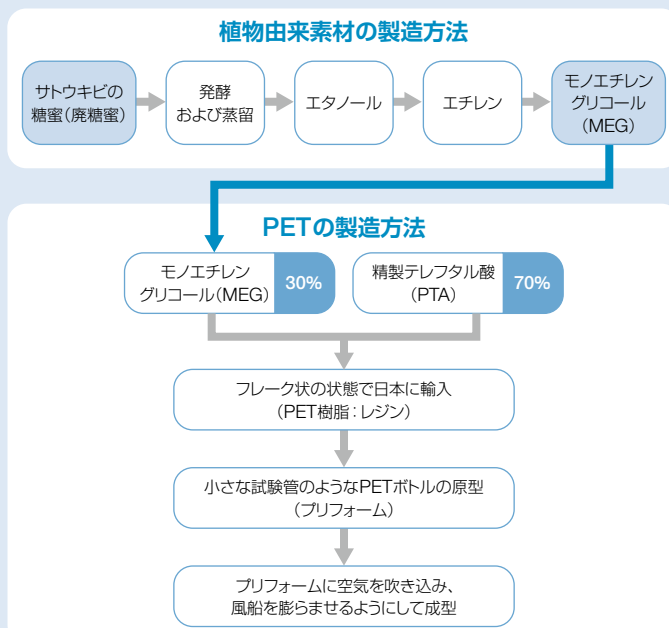 植物由来素材の製造方法
サトウキビの
糖蜜（廃糖蜜）
発酵
および蒸留
エタノール
エチレン
モノエチレン
グリコール
（MEG）
PETの製造方法
モノエチレン
グリコール（MEG）
30%
精製テレフタル酸
（PTA）
70%
フレーク状の状態で日本に輸入
（PET樹脂：レジン）
小さな試験管のようなPETボトルの原型
（プリフォーム）
プリフォームに空気を吹き込み、
風船を膨らませるようにして成型